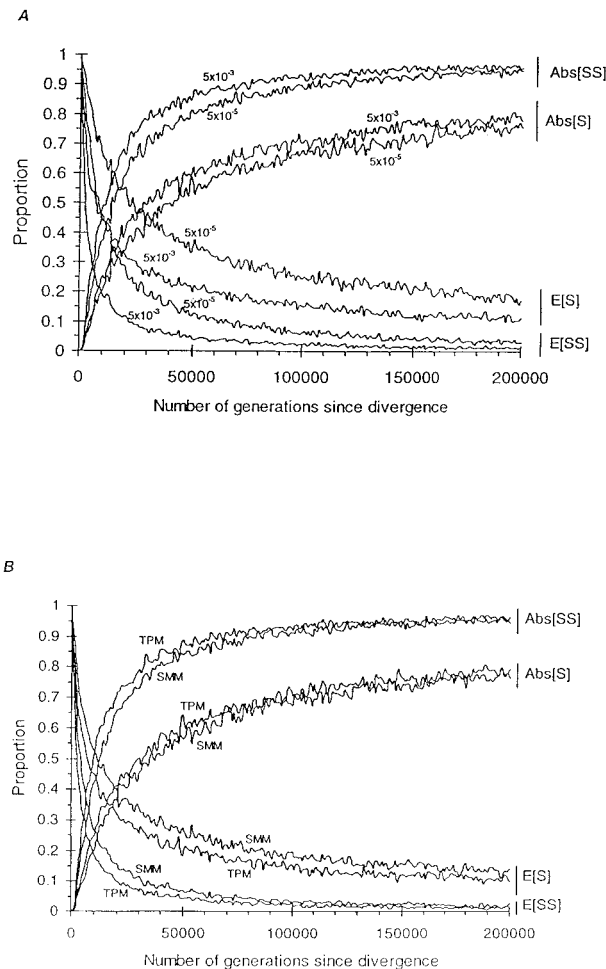 A
1
0.9
0.8
0.7
0.6
0.5
0.4
0.3
0.2
0.1
0
Proportion
5x10-3
5x10-5
5x10-3
5x10-5
5x10-5
5x10-3
5x10-5
5x10-3
Abs[SS]
Abs[S]
E[S]
E[SS]
0 50000 100000 150000 200000
Number of generations since divergence
B
1
0.9
0.8
0.7
0.6
0.5
0.4
0.3
0.2
0.1
0
Proportion
TPM
SMM
TPM
SMM
SMM
TPM
SMM
TPM
Abs[SS]
Abs[S]
E[S]
E[SS]
0 50000 100000 150000 200000
Number of generations since divergence